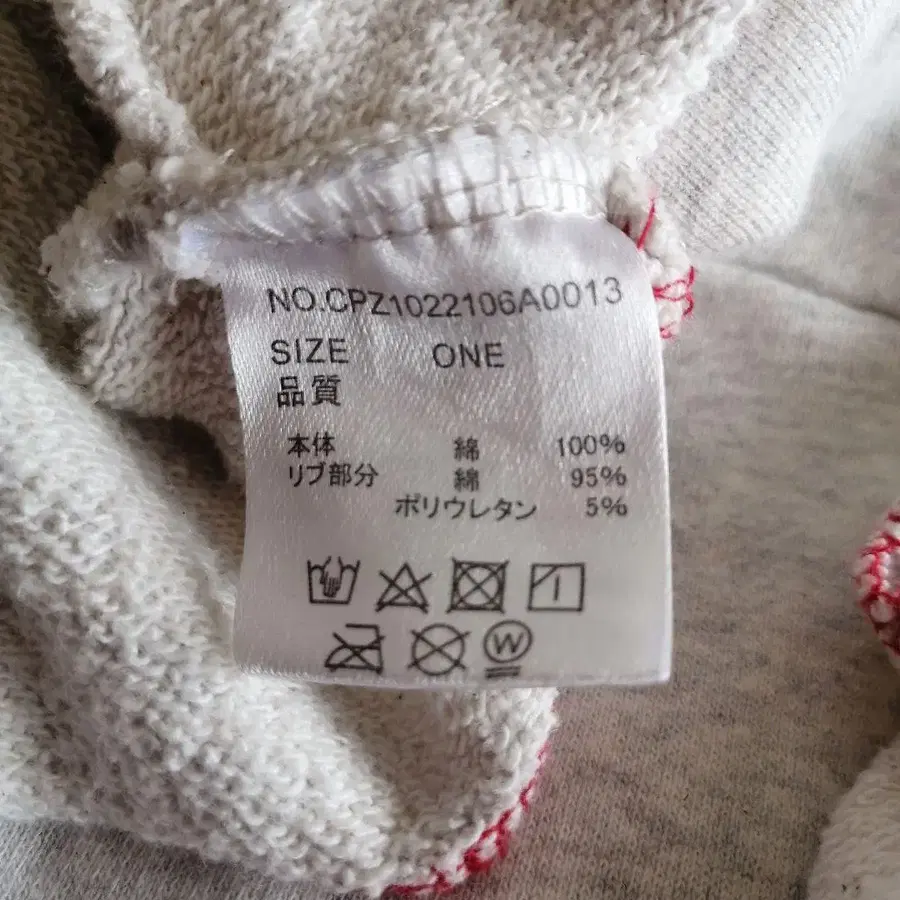 NO.CPZ1022106A0013
SIZE ONE
品質
本体 綿 100%
リブ部分 綿 95%
ポリウレタン 5%
W